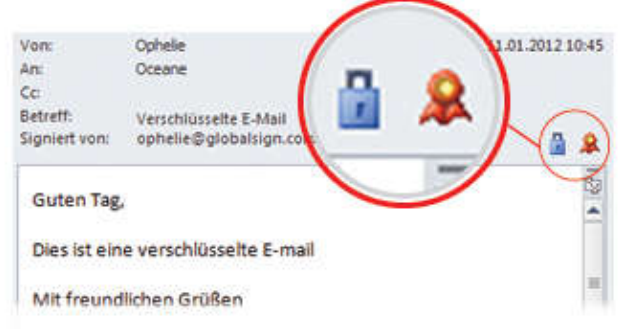 Von: Ophelie 11.01.2012 10:45
An: Oceane
Cc:
Betreff: Verschlüsselte E-Mail
Signiert von: ophelie@globalsign.com
Guten Tag,
Dies ist eine verschlüsselte E-mail
Mit freundlichen Grüßen